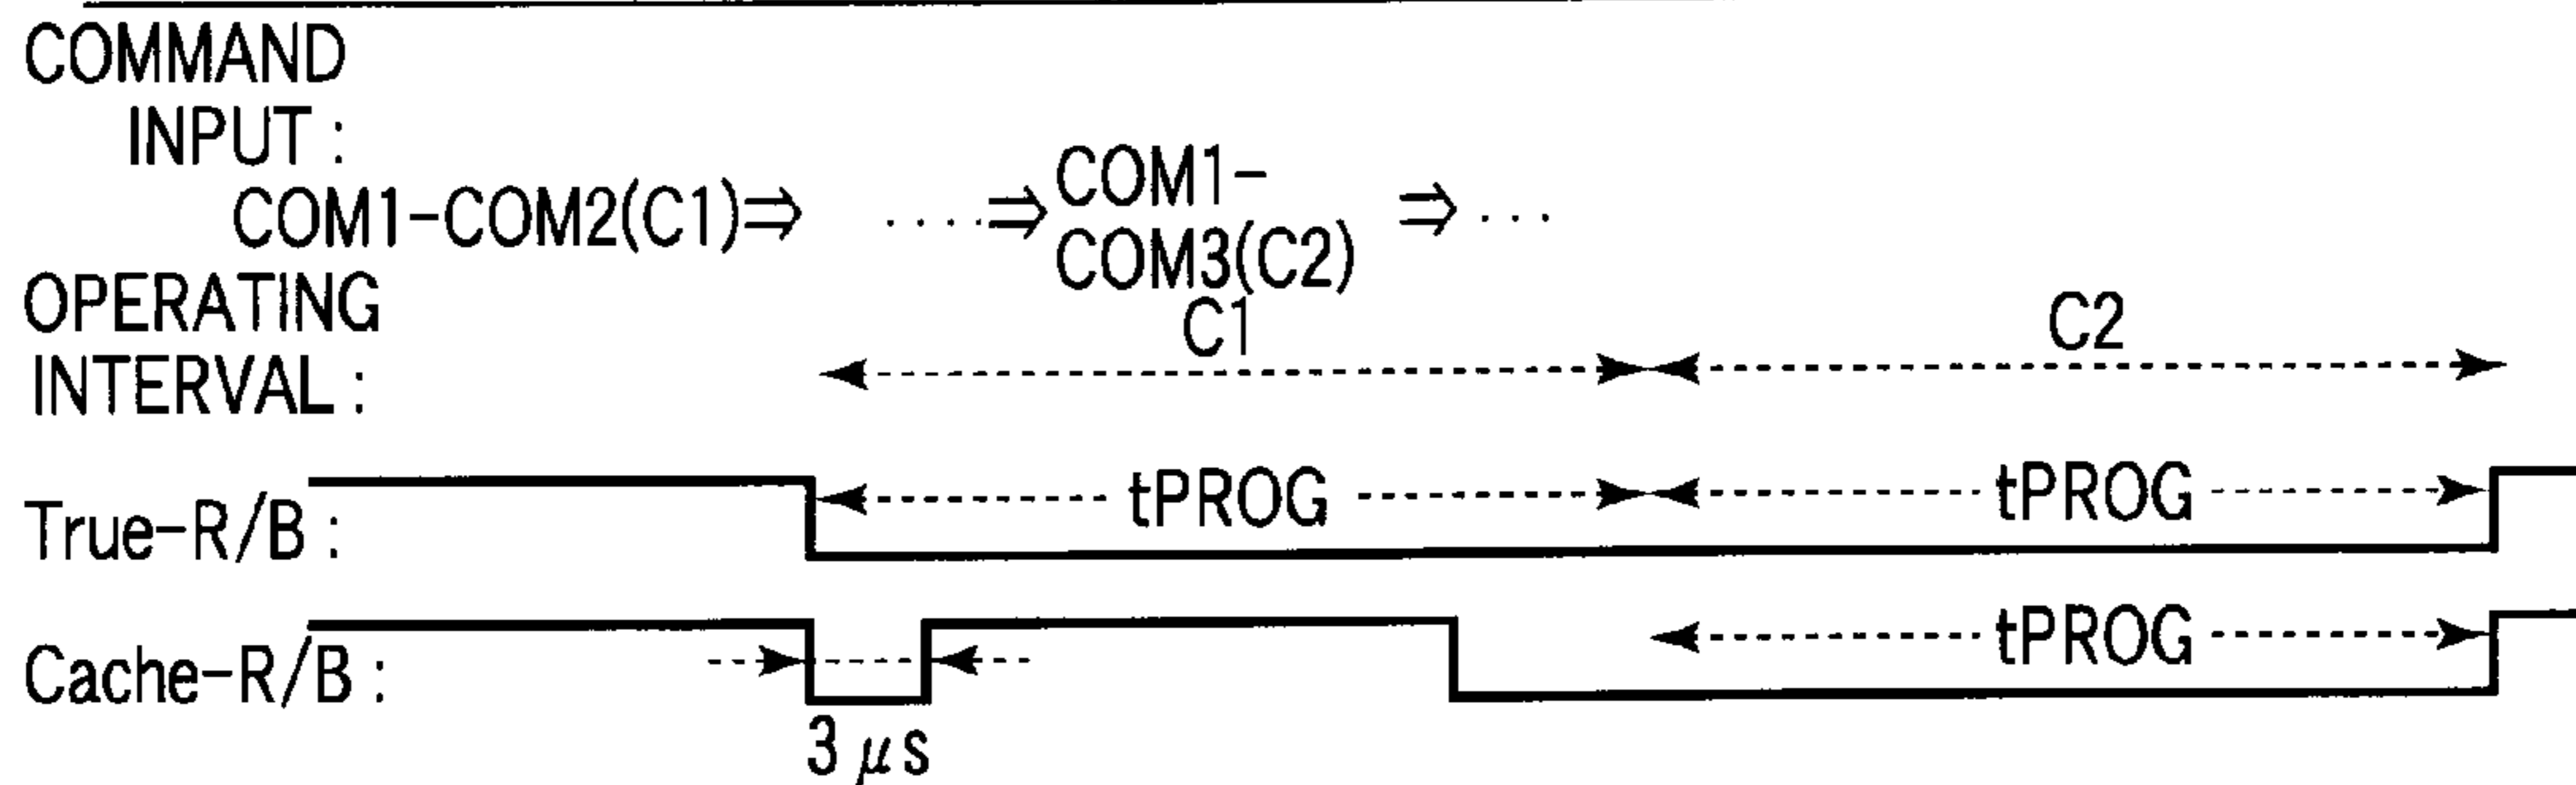 COMMAND
INPUT :
COM1-COM2(C1)⇒ ....⇒ COM1- ⇒...
COM3(C2)
OPERATING
INTERVAL :
C1 C2
True-R/B : tPROG tPROG
Cache-R/B : tPROG
3 μs